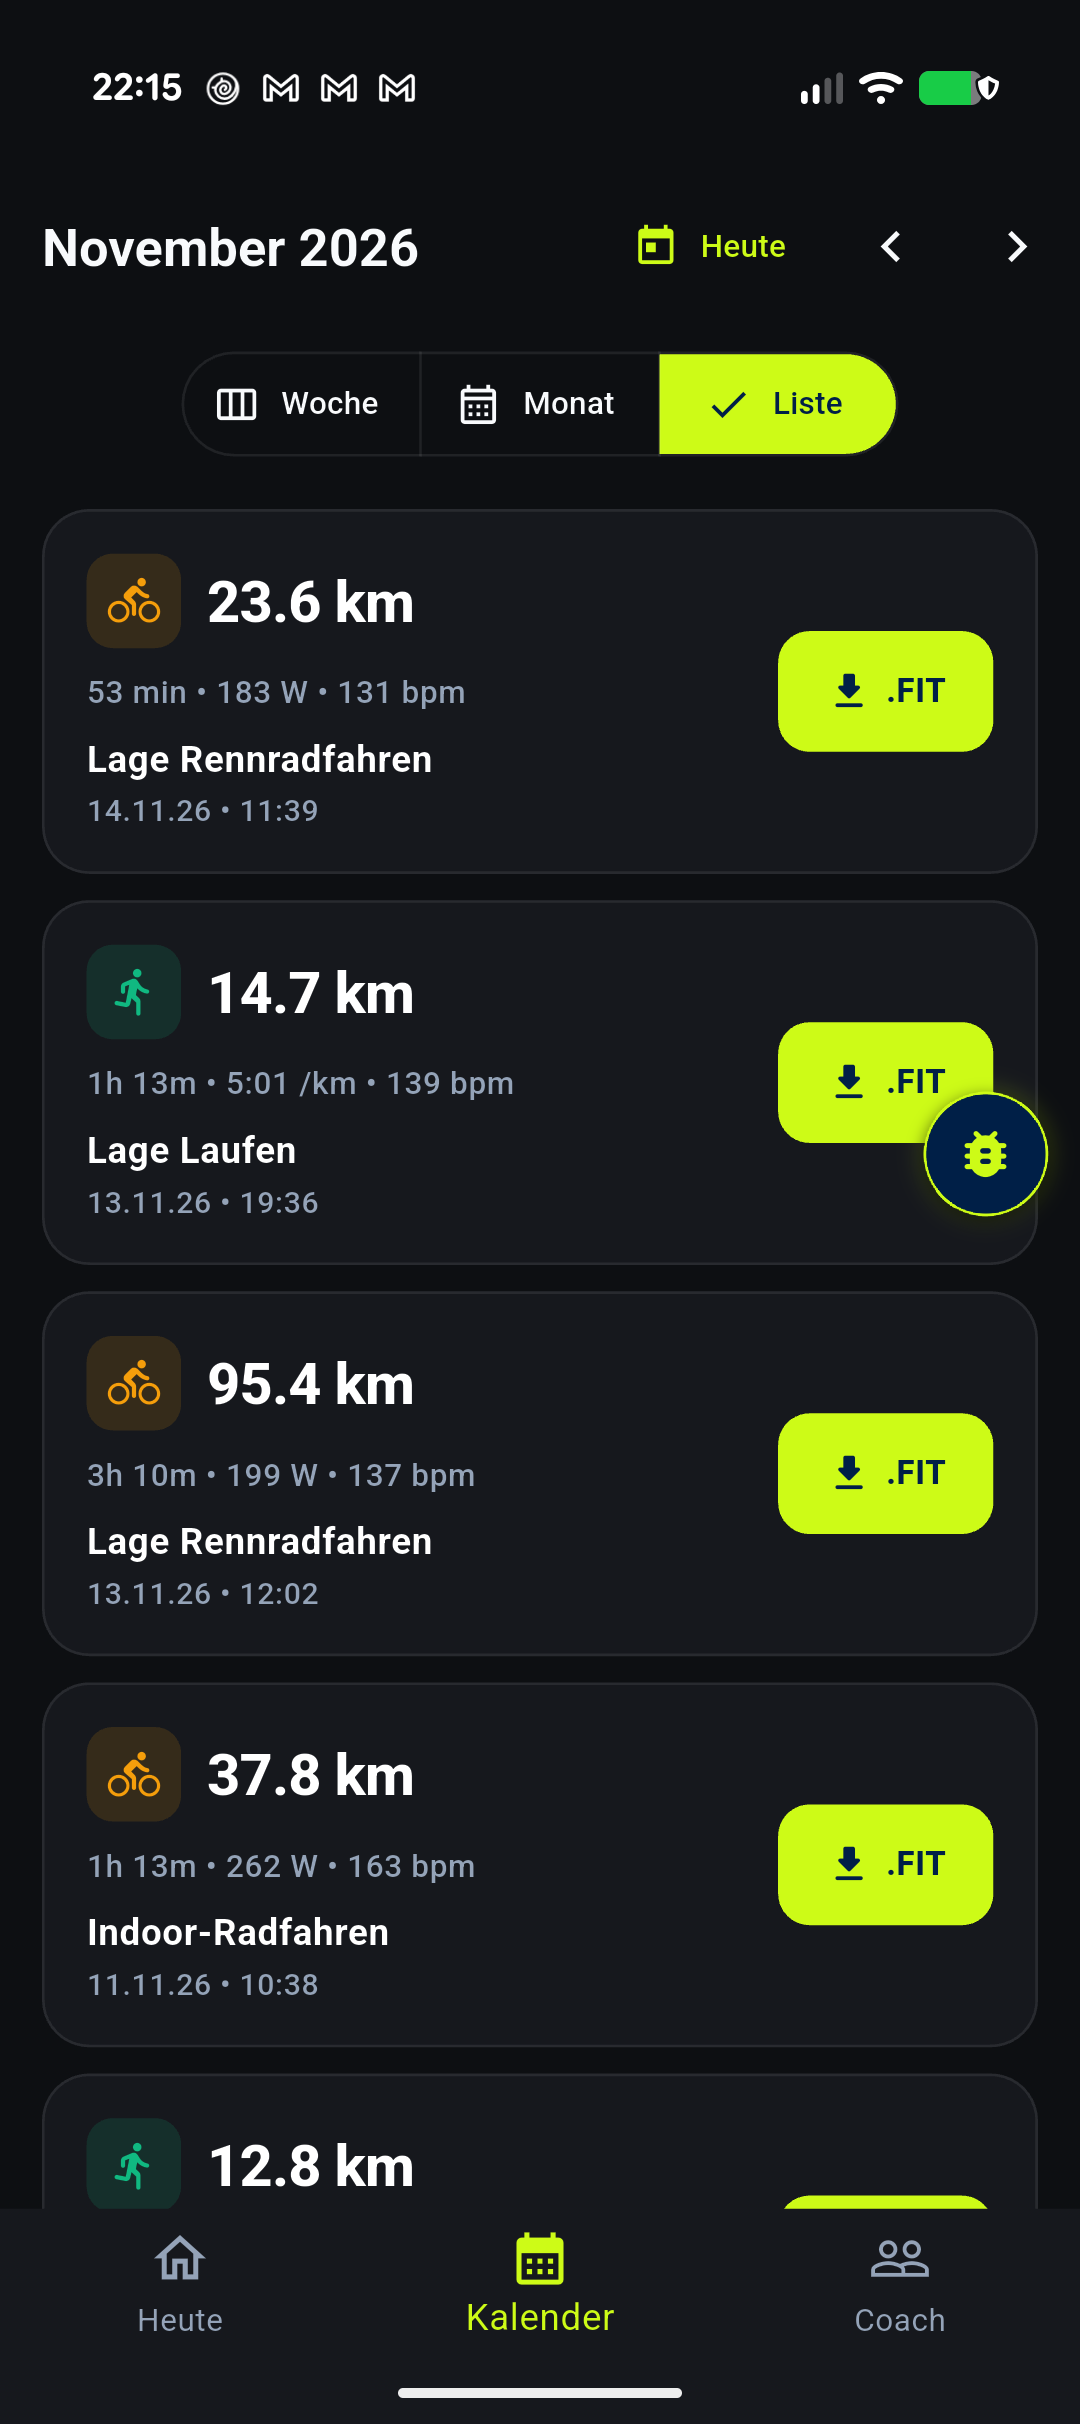 22:15
November 2026
Heute
Woche
Monat
Liste
23.6 km
53 min • 183 W • 131 bpm
.FIT
Lage Rennradfahren
14.11.26 • 11:39
14.7 km
1h 13m • 5:01 /km • 139 bpm
.FIT
Lage Laufen
13.11.26 • 19:36
95.4 km
3h 10m • 199 W • 137 bpm
.FIT
Lage Rennradfahren
13.11.26 • 12:02
37.8 km
1h 13m • 262 W • 163 bpm
.FIT
Indoor-Radfahren
11.11.26 • 10:38
12.8 km
Heute
Kalender
Coach